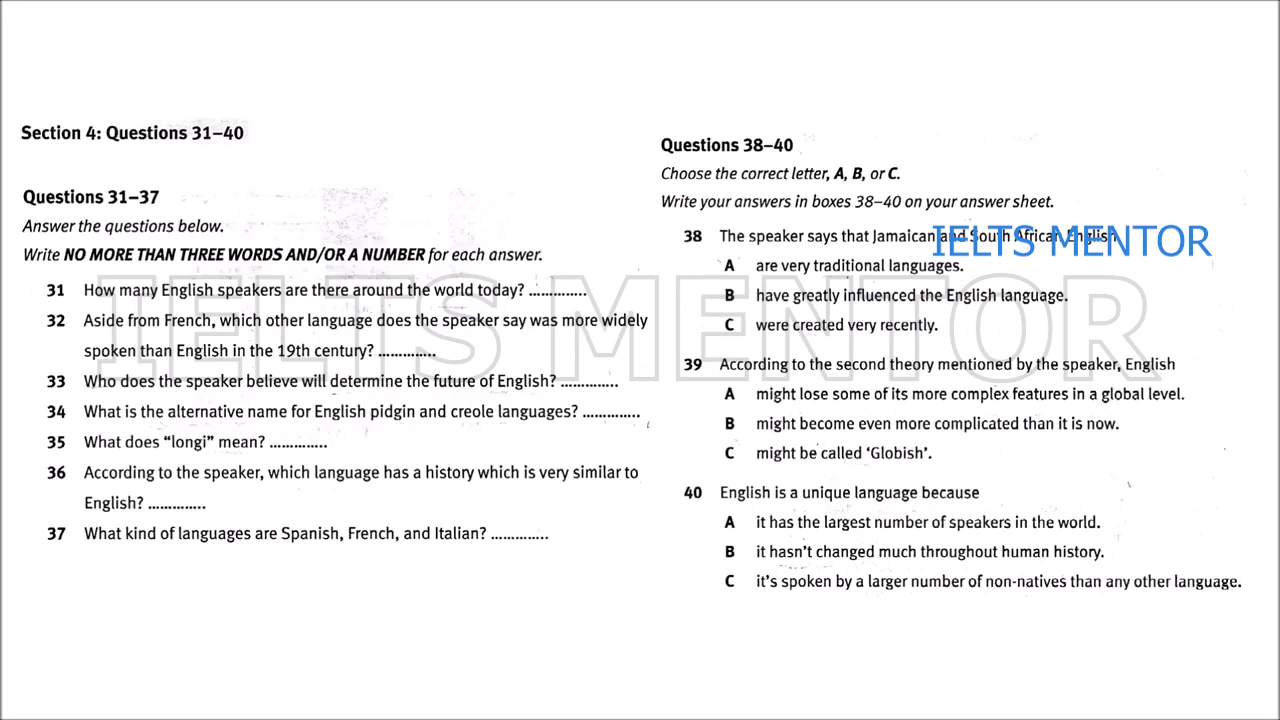 Section 4: Questions 31–40
Questions 31–37
Answer the questions below.
Write NO MORE THAN THREE WORDS AND/OR A NUMBER for each answer.
31 How many English speakers are there around the world today? ..............
32 Aside from French, which other language does the speaker say was more widely
spoken than English in the 19th century? ..............
33 Who does the speaker believe will determine the future of English? ..............
34 What is the alternative name for English pidgin and creole languages? ..............
35 What does “longi” mean? ..............
36 According to the speaker, which language has a history which is very similar to
English? ..............
37 What kind of languages are Spanish, French, and Italian? ..............
Questions 38–40
Choose the correct letter, A, B, or C.
Write your answers in boxes 38–40 on your answer sheet.
38 The speaker says that Jamaican and South African English
IELTS MENTOR
A are very traditional languages.
B have greatly influenced the English language.
C were created very recently.
39 According to the second theory mentioned by the speaker, English
A might lose some of its more complex features in a global level.
B might become even more complicated than it is now.
C might be called ‘Globish’.
40 English is a unique language because
A it has the largest number of speakers in the world.
B it hasn’t changed much throughout human history.
C it’s spoken by a larger number of non-natives than any other language.
IELTS MENTOR